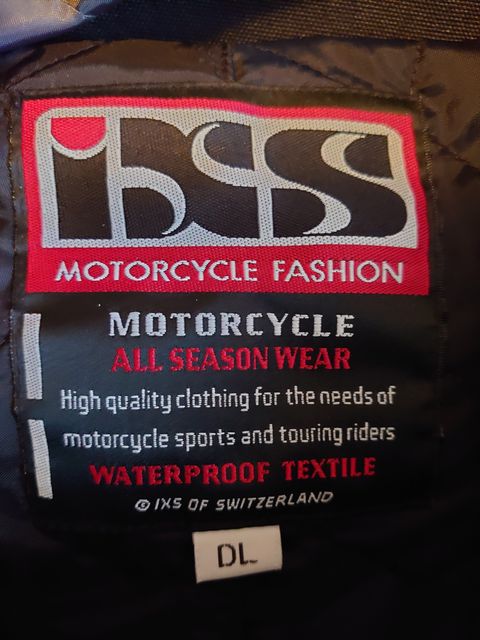 iXS
MOTORCYCLE FASHION
MOTORCYCLE
ALL SEASON WEAR
High quality clothing for the needs of
motorcycle sports and touring riders
WATERPROOF TEXTILE
© IXS OF SWITZERLAND
DL